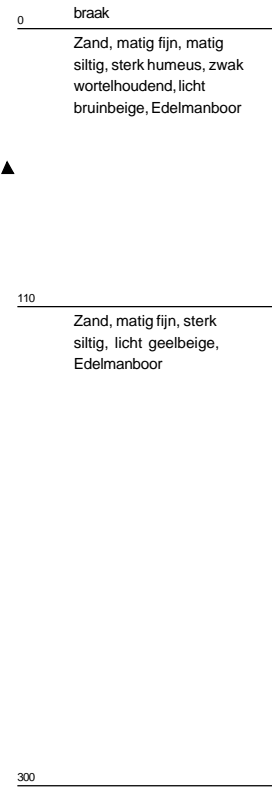 0 braak
Zand, matig fijn, matig
siltig, sterk humeus, zwak
wortelhoudend, licht
bruinbeige, Edelmanboor
110
Zand, matig fijn, sterk
siltig, licht geelbeige,
Edelmanboor
300